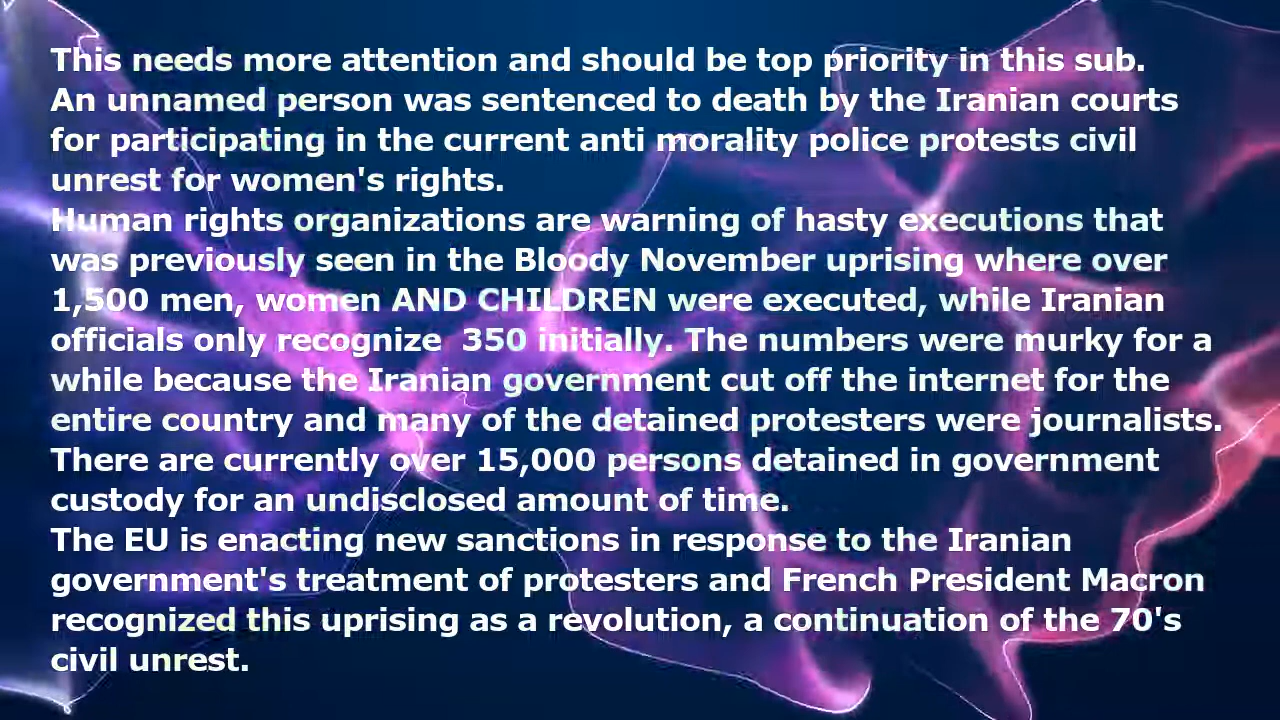 This needs more attention and should be top priority in this sub.
An unnamed person was sentenced to death by the Iranian courts
for participating in the current anti morality police protests civil
unrest for women's rights.
Human rights organizations are warning of hasty executions that
was previously seen in the Bloody November uprising where over
1,500 men, women AND CHILDREN were executed, while Iranian
officials only recognize  350 initially. The numbers were murky for a
while because the Iranian government cut off the internet for the
entire country and many of the detained protesters were journalists.
There are currently over 15,000 persons detained in government
custody for an undisclosed amount of time.
The EU is enacting new sanctions in response to the Iranian
government's treatment of protesters and French President Macron
recognized this uprising as a revolution, a continuation of the 70's
civil unrest.